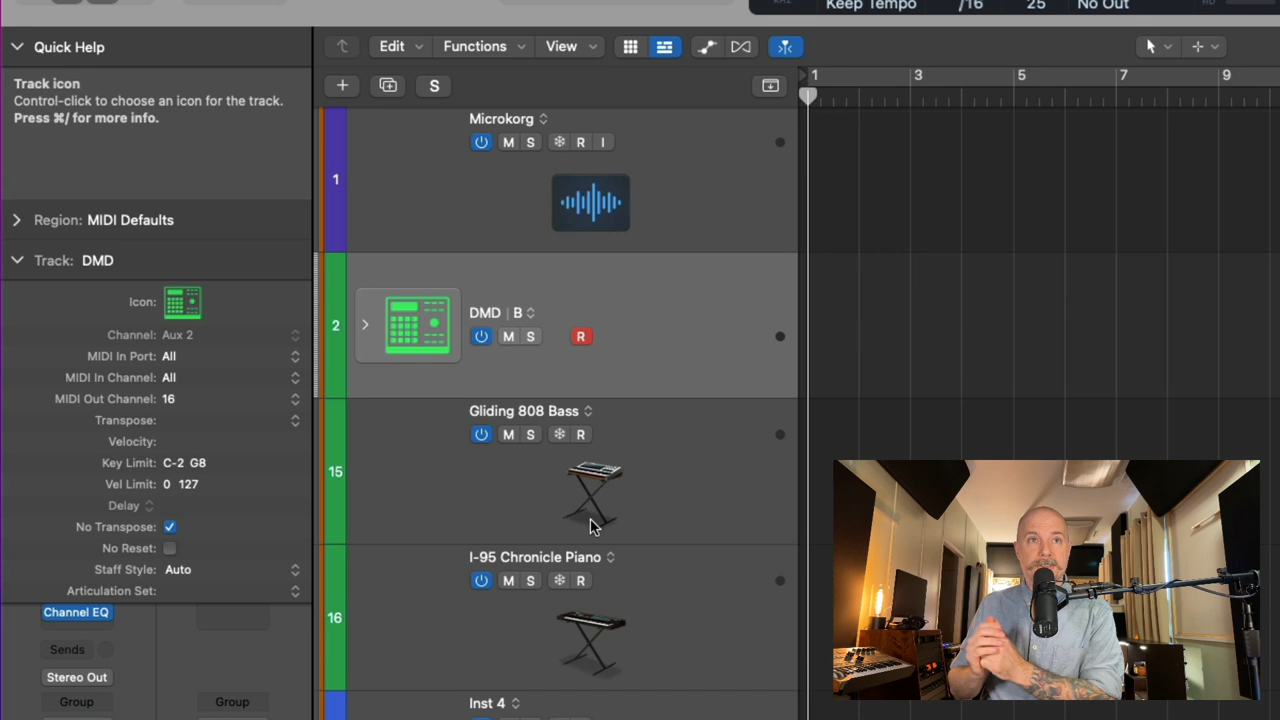 KHZ Keep Tempo /16 25 No Out HD
Quick Help
Edit Functions View
Track icon
Control-click to choose an icon for the track.
Press ⌘/ for more info.
S
1 3 5 7 9
Microkorg
M S R I
1
Region: MIDI Defaults
Track: DMD
Icon:
Channel: Aux 2
MIDI In Port: All
MIDI In Channel: All
MIDI Out Channel: 16
Transpose:
Velocity:
Key Limit: C-2 G8
Vel Limit: 0 127
Delay
No Transpose:
No Reset:
Staff Style: Auto
Articulation Set:
2
DMD | B
M S R
Gliding 808 Bass
M S R
15
I-95 Chronicle Piano
M S R
16
Inst 4
Channel EQ
Sends
Stereo Out
Group Group